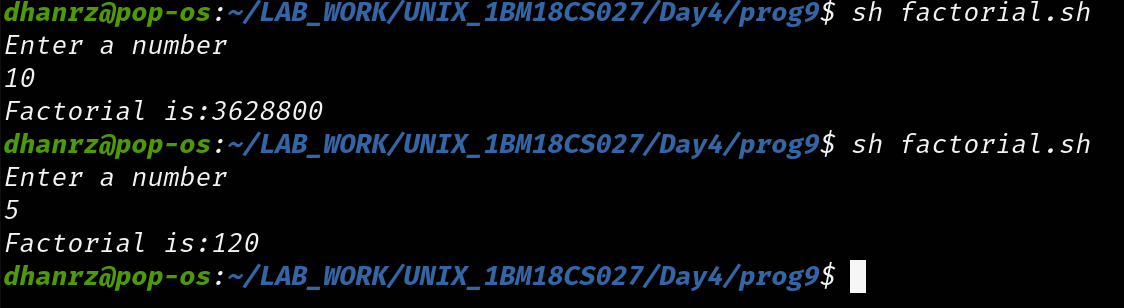 dhanrz@pop-os:~/LAB_WORK/UNIX_1BM18CS027/Day4/prog9$ sh factorial.sh
Enter a number
10
Factorial is:3628800
dhanrz@pop-os:~/LAB_WORK/UNIX_1BM18CS027/Day4/prog9$ sh factorial.sh
Enter a number
5
Factorial is:120
dhanrz@pop-os:~/LAB_WORK/UNIX_1BM18CS027/Day4/prog9$